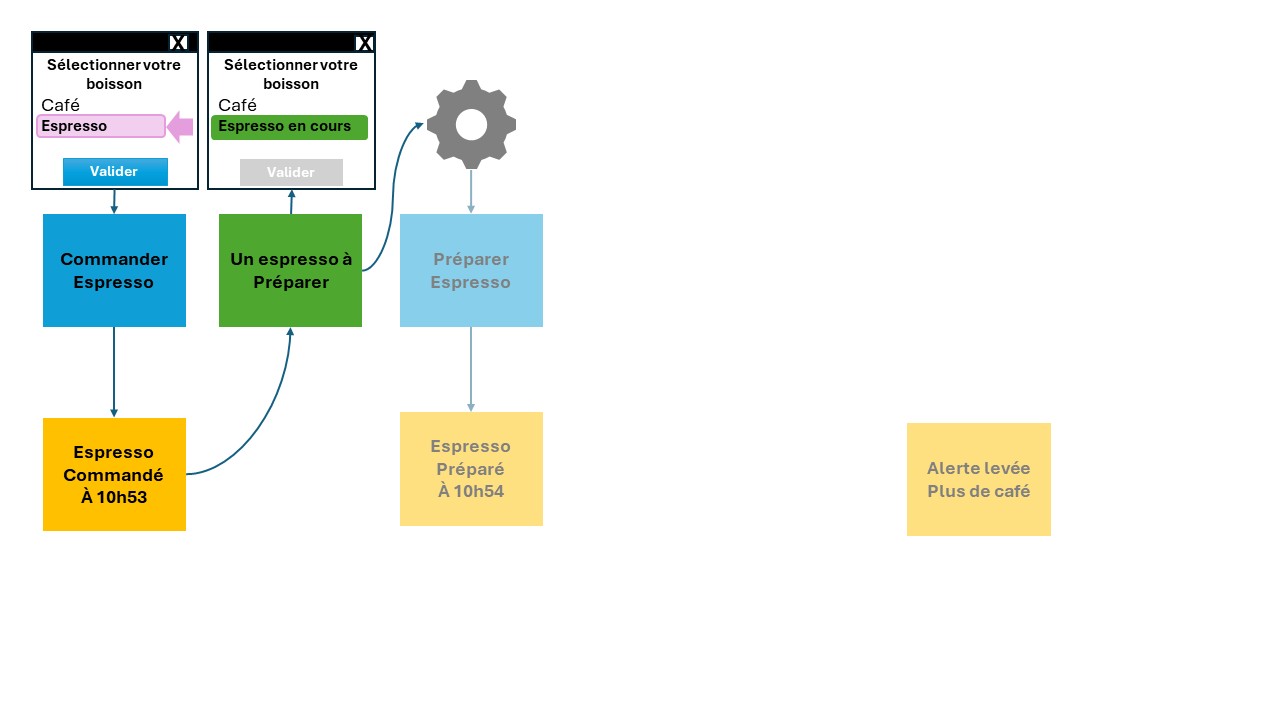 X
Sélectionner votre
boisson
Café
Espresso
Valider
X
Sélectionner votre
boisson
Café
Espresso en cours
Valider
Commander
Espresso
Un espresso à
Préparer
Préparer
Espresso
Espresso
Commandé
À 10h53
Espresso
Préparé
À 10h54
Alerte levée
Plus de café